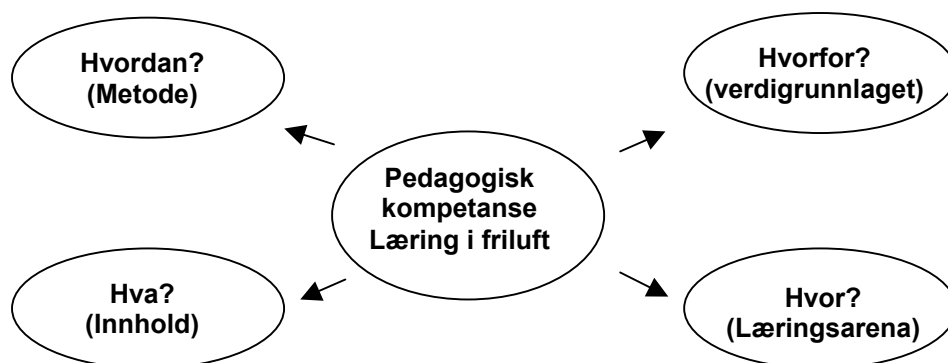 Hvordan?
(Metode)
Hvorfor?
(verdigrunnlaget)
Pedagogisk
kompetanse
Læring i friluft
Hva?
(Innhold)
Hvor?
(Læringsarena)